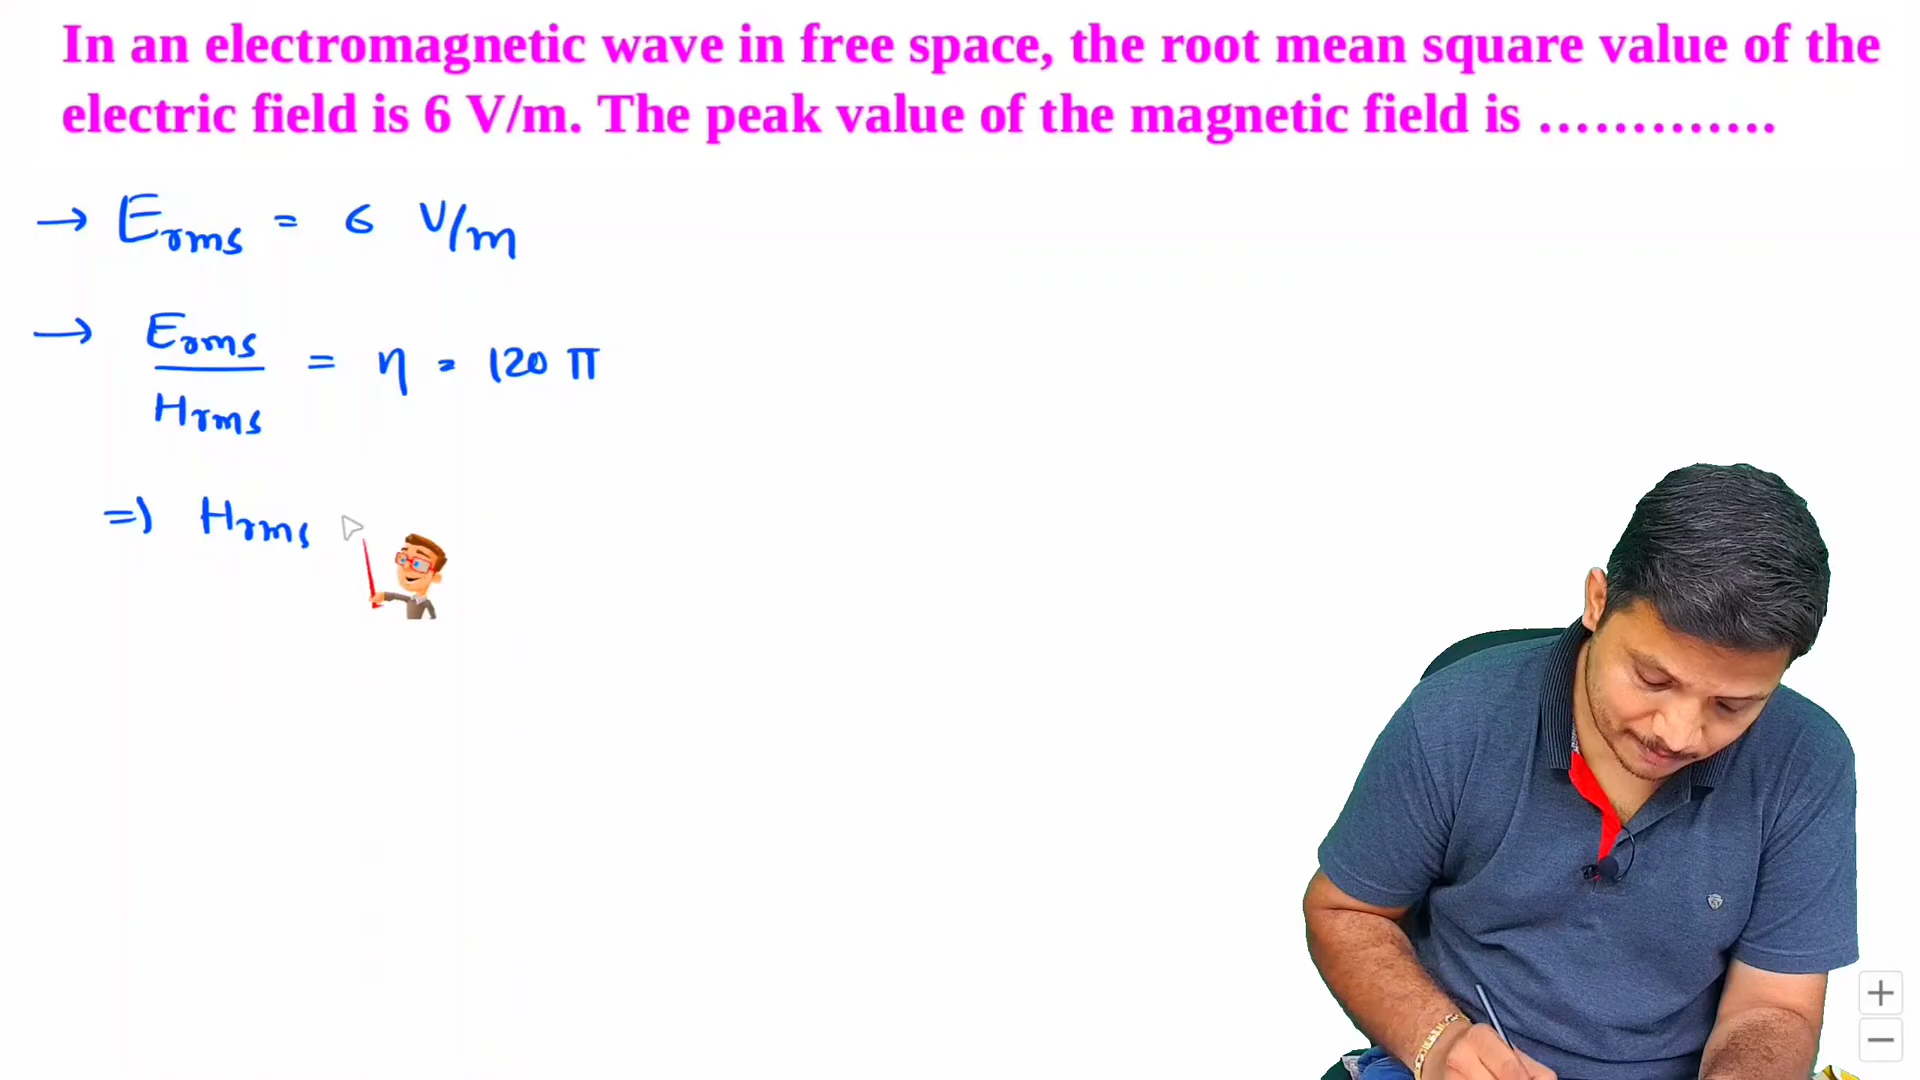 In an electromagnetic wave in free space, the root mean square value of the
electric field is 6 V/m. The peak value of the magnetic field is ………….
→ Erms = 6 V/m
→ Erms / Hrms = η = 120 π
⇒ Hrms